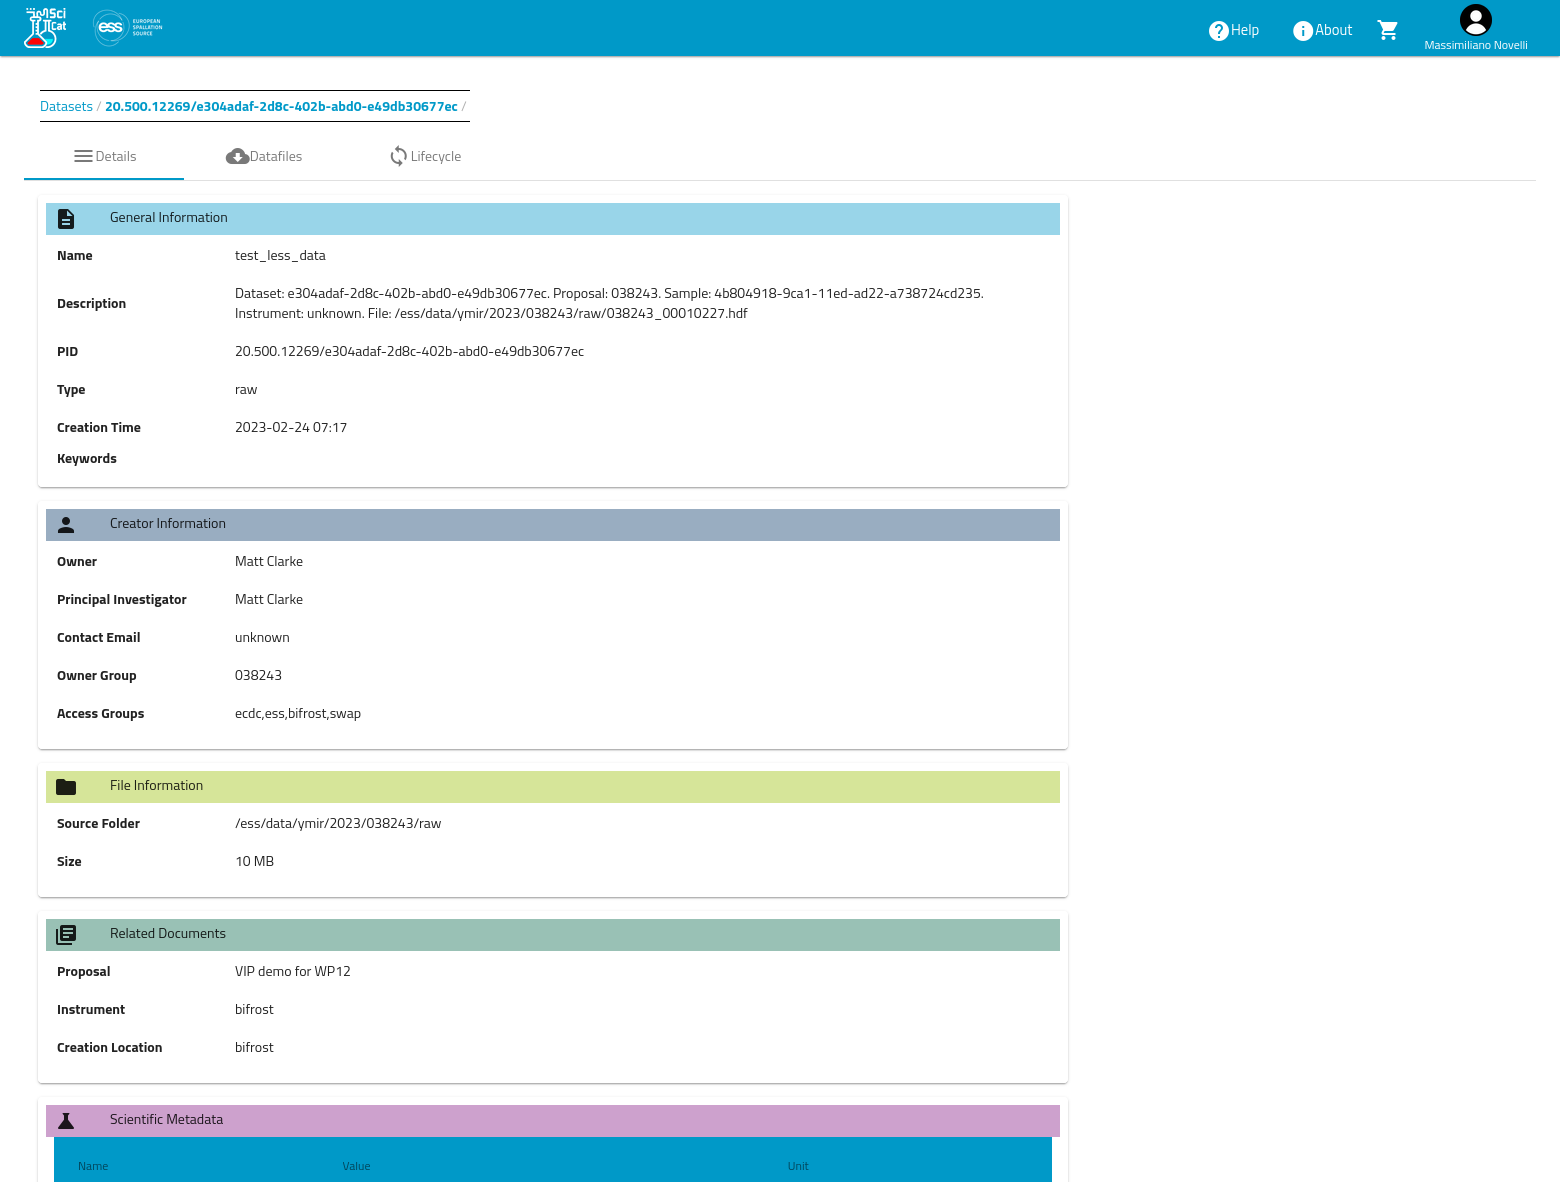 Sci
Cat
ess
EUROPEAN
SPALLATION
SOURCE
Help
About
Massimiliano Novelli
Datasets / 20.500.12269/e304adaf-2d8c-402b-abd0-e49db30677ec /
Details
Datafiles
Lifecycle
General Information
Name test_less_data
Description Dataset: e304adaf-2d8c-402b-abd0-e49db30677ec. Proposal: 038243. Sample: 4b804918-9ca1-11ed-ad22-a738724cd235.
Instrument: unknown. File: /ess/data/ymir/2023/038243/raw/038243_00010227.hdf
PID 20.500.12269/e304adaf-2d8c-402b-abd0-e49db30677ec
Type raw
Creation Time 2023-02-24 07:17
Keywords
Creator Information
Owner Matt Clarke
Principal Investigator Matt Clarke
Contact Email unknown
Owner Group 038243
Access Groups ecdc,ess,bifrost,swap
File Information
Source Folder /ess/data/ymir/2023/038243/raw
Size 10 MB
Related Documents
Proposal VIP demo for WP12
Instrument bifrost
Creation Location bifrost
Scientific Metadata
Name Value Unit